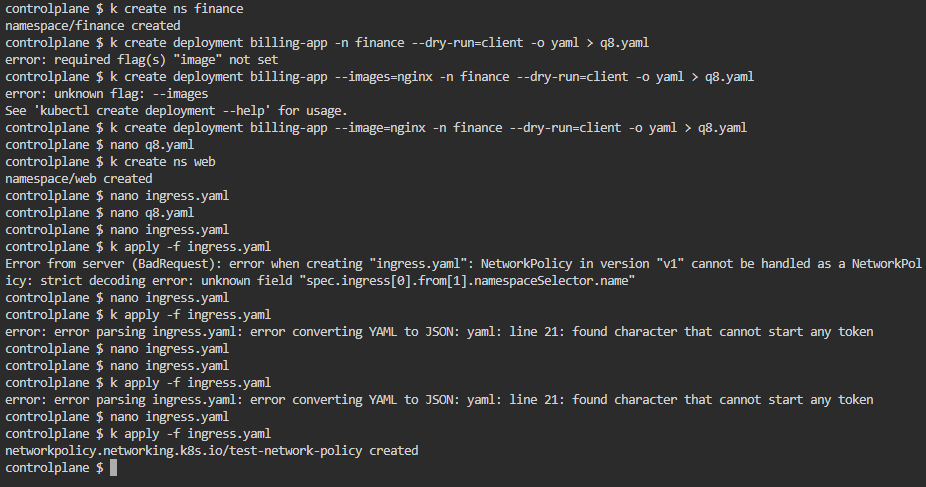 controlplane $ k create ns finance
namespace/finance created
controlplane $ k create deployment billing-app -n finance --dry-run=client -o yaml > q8.yaml
error: required flag(s) "image" not set
controlplane $ k create deployment billing-app --images=nginx -n finance --dry-run=client -o yaml > q8.yaml
error: unknown flag: --images
See 'kubectl create deployment --help' for usage.
controlplane $ k create deployment billing-app --image=nginx -n finance --dry-run=client -o yaml > q8.yaml
controlplane $ nano q8.yaml
controlplane $ k create ns web
namespace/web created
controlplane $ nano ingress.yaml
controlplane $ nano q8.yaml
controlplane $ nano ingress.yaml
controlplane $ k apply -f ingress.yaml
Error from server (BadRequest): error when creating "ingress.yaml": NetworkPolicy in version "v1" cannot be handled as a NetworkPol
icy: strict decoding error: unknown field "spec.ingress[0].from[1].namespaceSelector.name"
controlplane $ nano ingress.yaml
controlplane $ k apply -f ingress.yaml
error: error parsing ingress.yaml: error converting YAML to JSON: yaml: line 21: found character that cannot start any token
controlplane $ nano ingress.yaml
controlplane $ nano ingress.yaml
controlplane $ k apply -f ingress.yaml
error: error parsing ingress.yaml: error converting YAML to JSON: yaml: line 21: found character that cannot start any token
controlplane $ nano ingress.yaml
controlplane $ k apply -f ingress.yaml
networkpolicy.networking.k8s.io/test-network-policy created
controlplane $